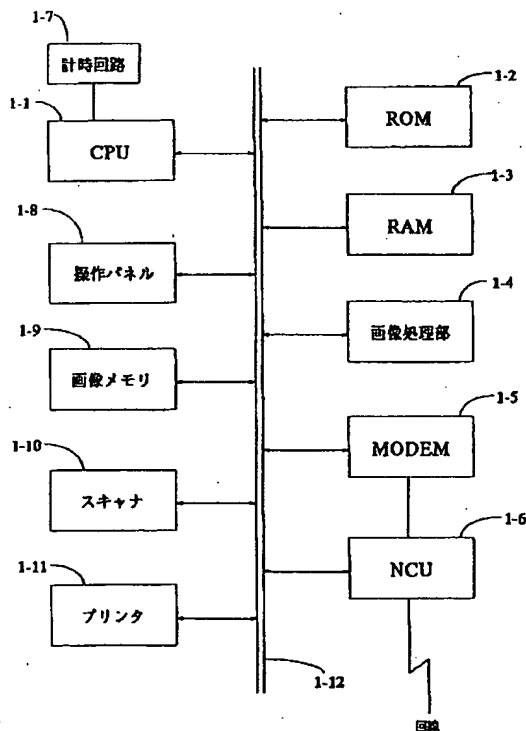 1-7
計時回路
1-1
CPU
1-8
操作パネル
1-9
画像メモリ
1-10
スキャナ
1-11
プリンタ
1-2
ROM
1-3
RAM
1-4
画像処理部
1-5
MODEM
1-6
NCU
1-12
回線